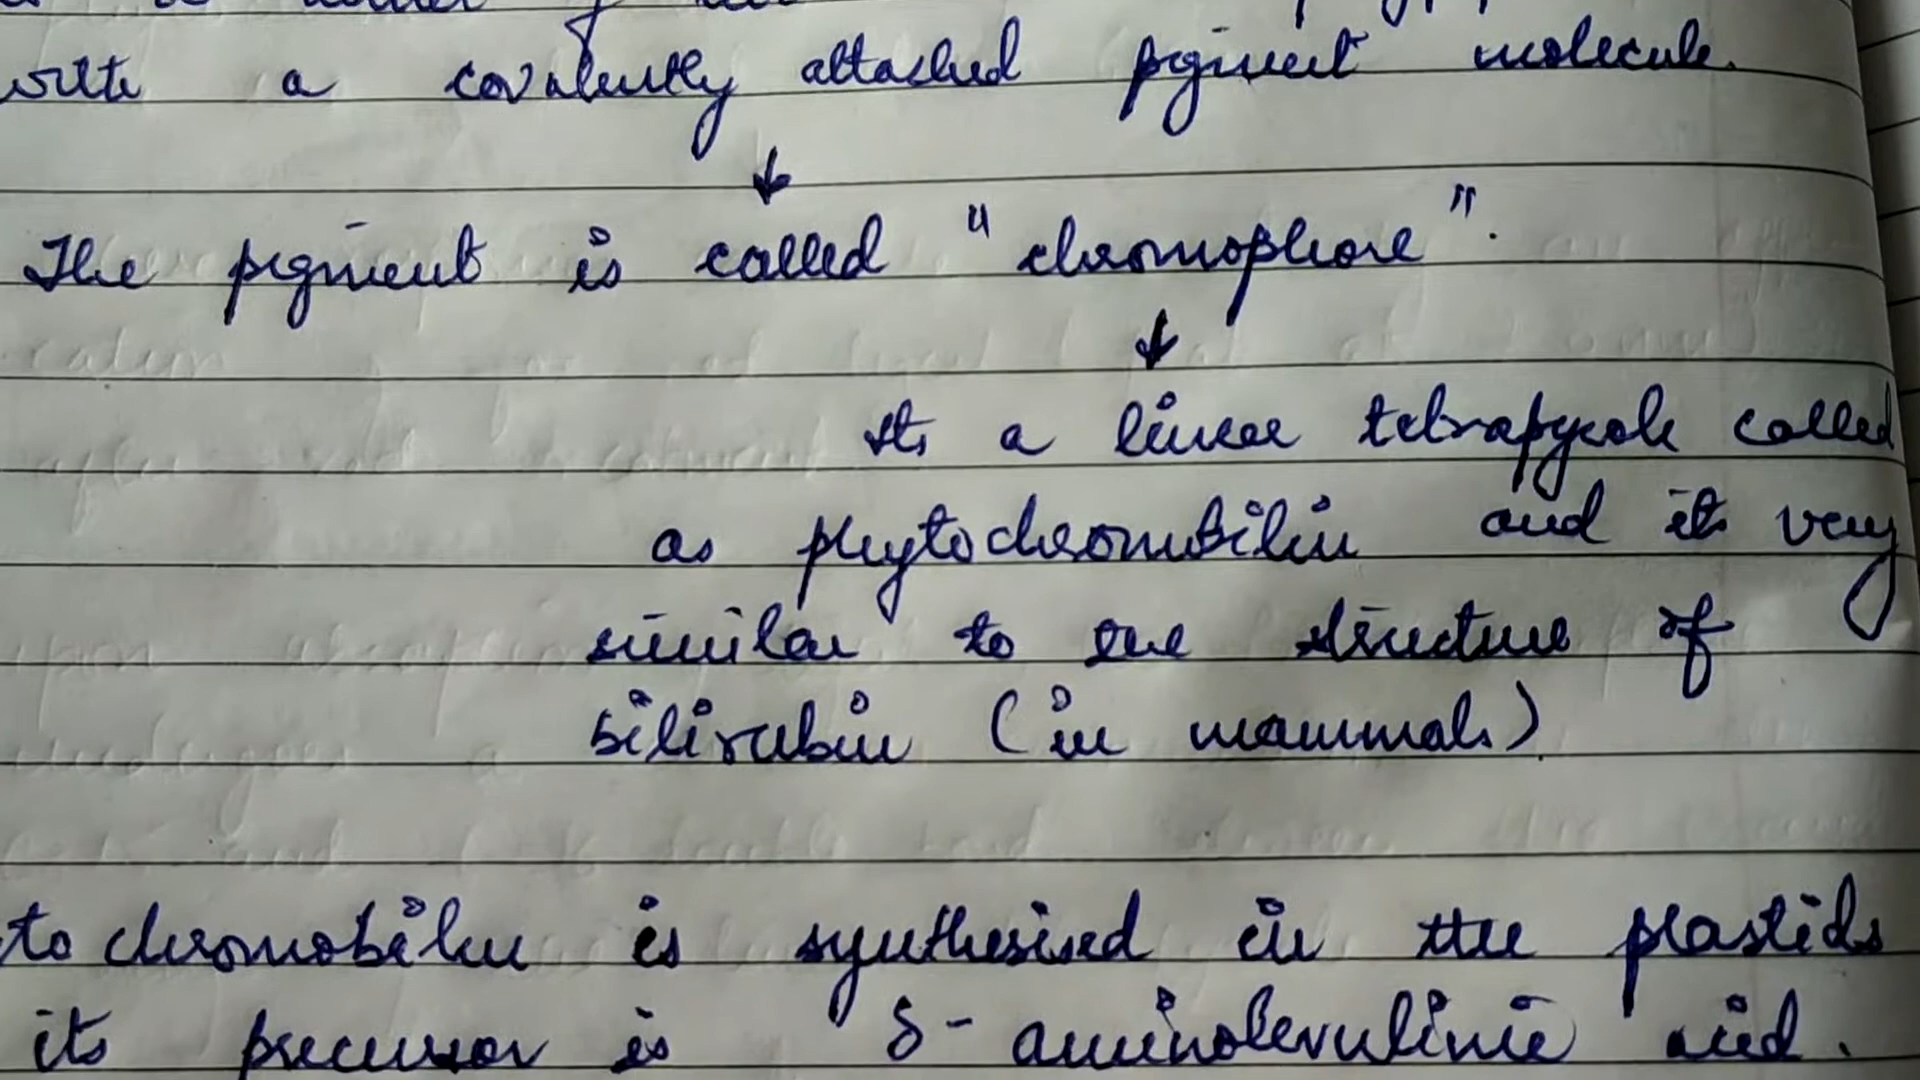 with a covalently attached pigment molecule.
↓
The pigment is called "chromophore".
↓
Its a linear tetrapyrole called
as phytochromobilin and its very
similar to the structure of
bilirubin (in mammals)
tochromobilin is synthesised in the plastids
its precursor is δ-aminolevulinic acid.